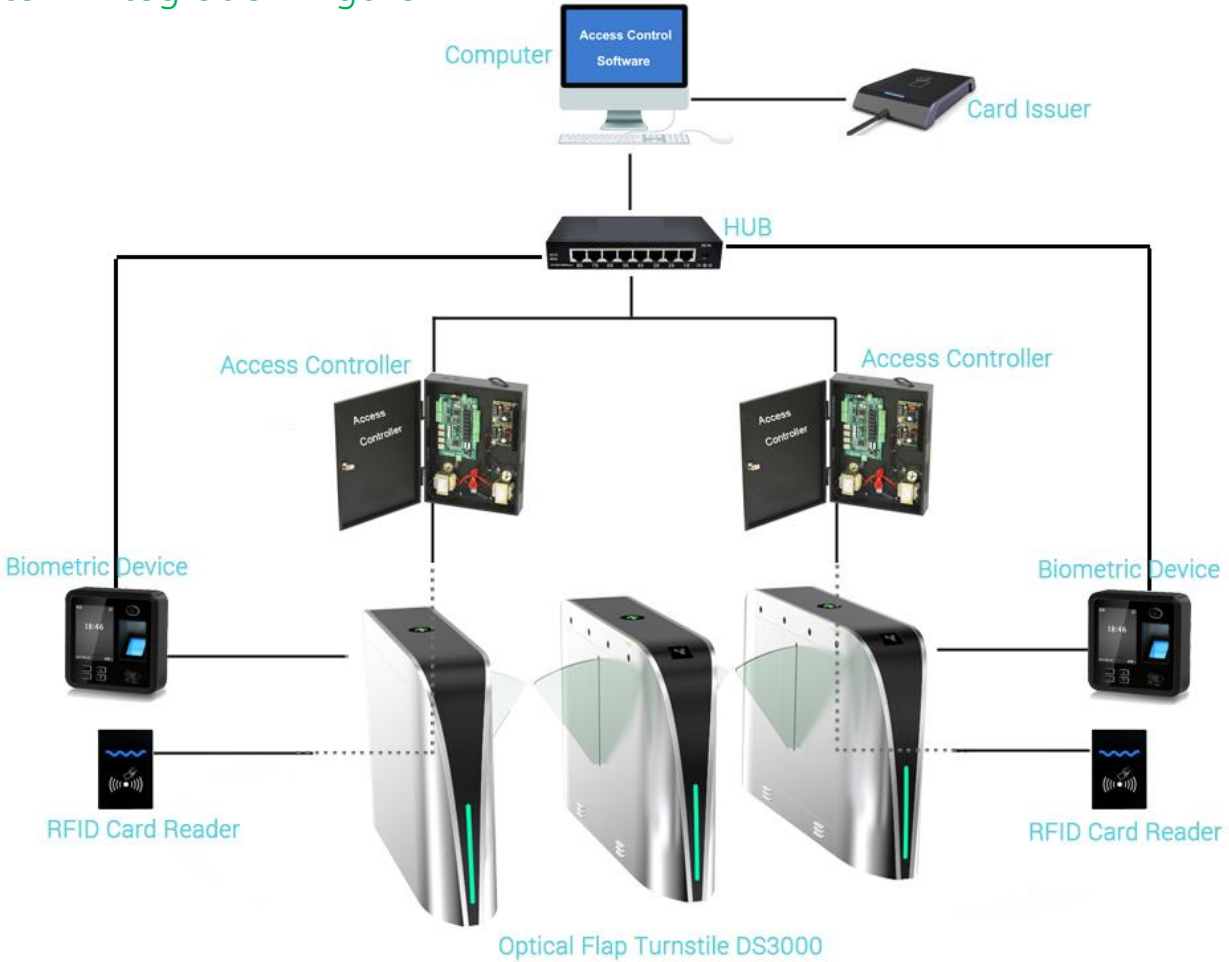 Access Control
Software
Computer
Card Issuer
HUB
Access Controller
Access Controller
Access
Controller
Access
Controller
Biometric Device
Biometric Device
18:46
18:46
RFID Card Reader
RFID Card Reader
Optical Flap Turnstile DS3000